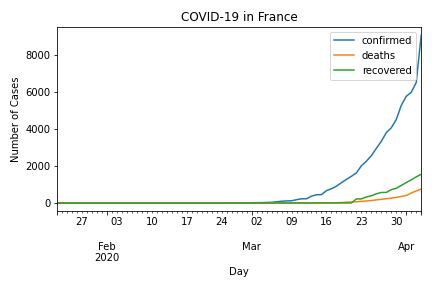 COVID-19 in France
confirmed
deaths
recovered
Number of Cases
8000
6000
4000
2000
0
27 03 10 17 24 02 09 16 23 30
Feb Mar Apr
2020
Day